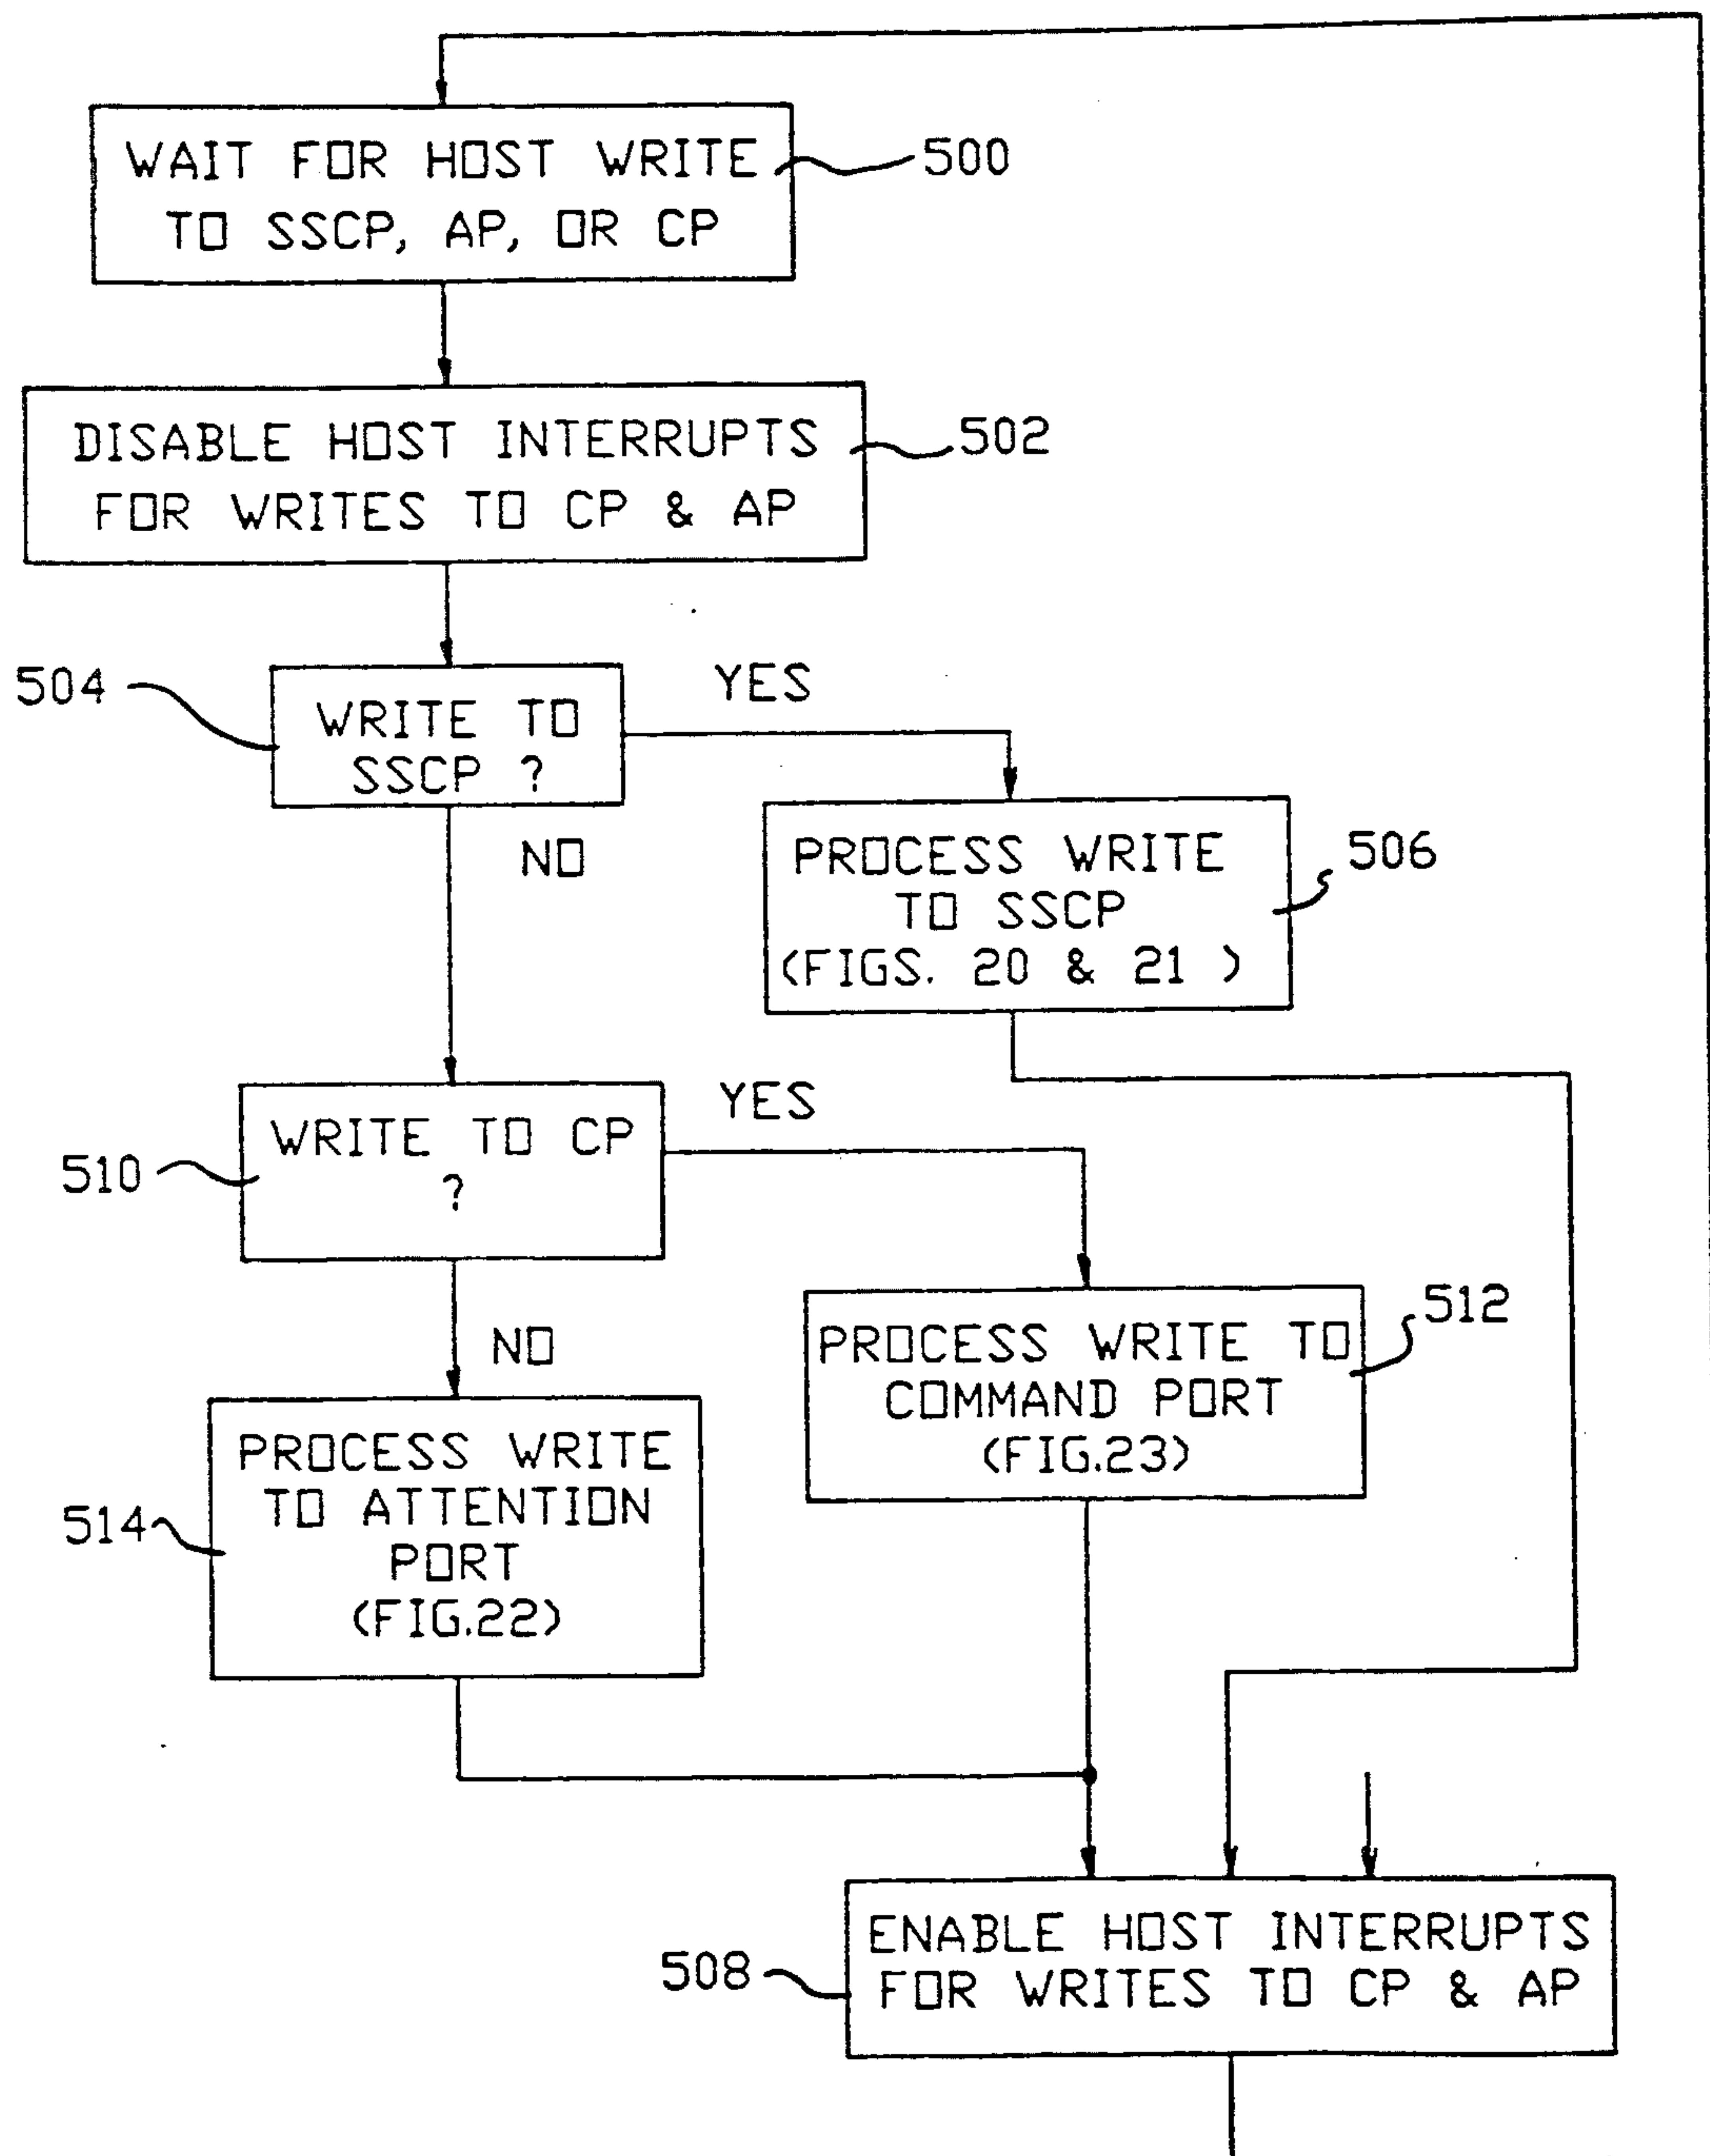 WAIT FOR HOST WRITE
TO SSCP, AP, OR CP
500
DISABLE HOST INTERRUPTS
FOR WRITES TO CP & AP
502
504
WRITE TO
SSCP ?
YES
NO
PROCESS WRITE
TO SSCP
(FIGS. 20 & 21 )
506
510
WRITE TO CP
?
YES
NO
PROCESS WRITE TO
COMMAND PORT
(FIG.23)
512
514
PROCESS WRITE
TO ATTENTION
PORT
(FIG.22)
508
ENABLE HOST INTERRUPTS
FOR WRITES TO CP & AP